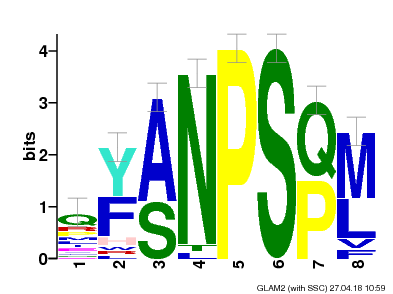 bits
4
3
2
1
0
Q
Y
F
H
A
S
N
T
P
S
Q
P
M
L
V
I
1 2 3 4 5 6 7 8
GLAM2 (with SSC) 27.04.18 10:59